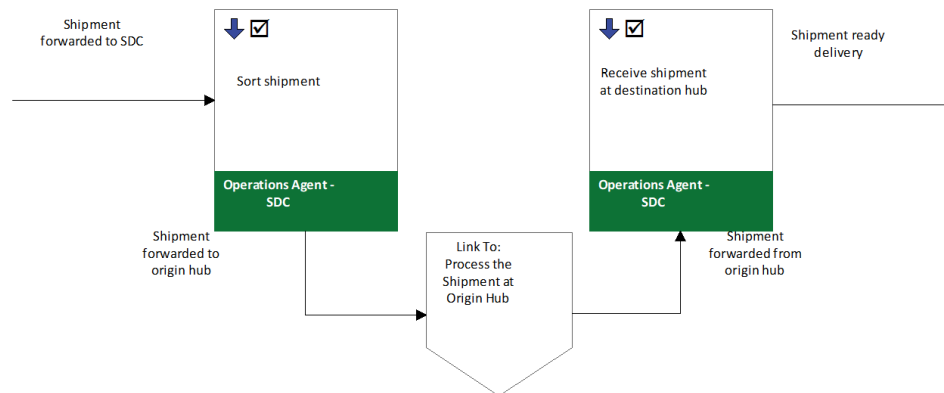 Shipment
forwarded to SDC
Sort shipment
Operations Agent -
SDC
Shipment
forwarded to
origin hub
Link To:
Process the
Shipment at
Origin Hub
Receive shipment
at destination hub
Operations Agent -
SDC
Shipment
forwarded from
origin hub
Shipment ready
delivery